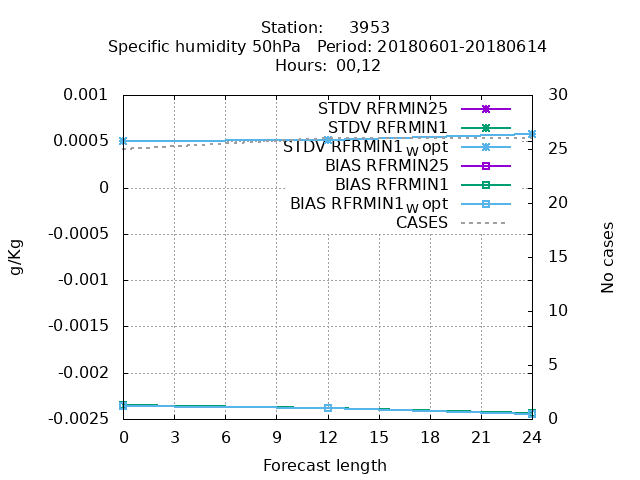 Station: 3953
Specific humidity 50hPa Period: 20180601-20180614
Hours: 00,12
0.001
0.0005
0
-0.0005
-0.001
-0.0015
-0.002
-0.0025
30
25
20
15
10
5
0
STDV RFRMIN25
STDV RFRMIN1
STDV RFRMIN1_w opt
BIAS RFRMIN25
BIAS RFRMIN1
BIAS RFRMIN1_w opt
CASES
g/Kg
No cases
0 3 6 9 12 15 18 21 24
Forecast length